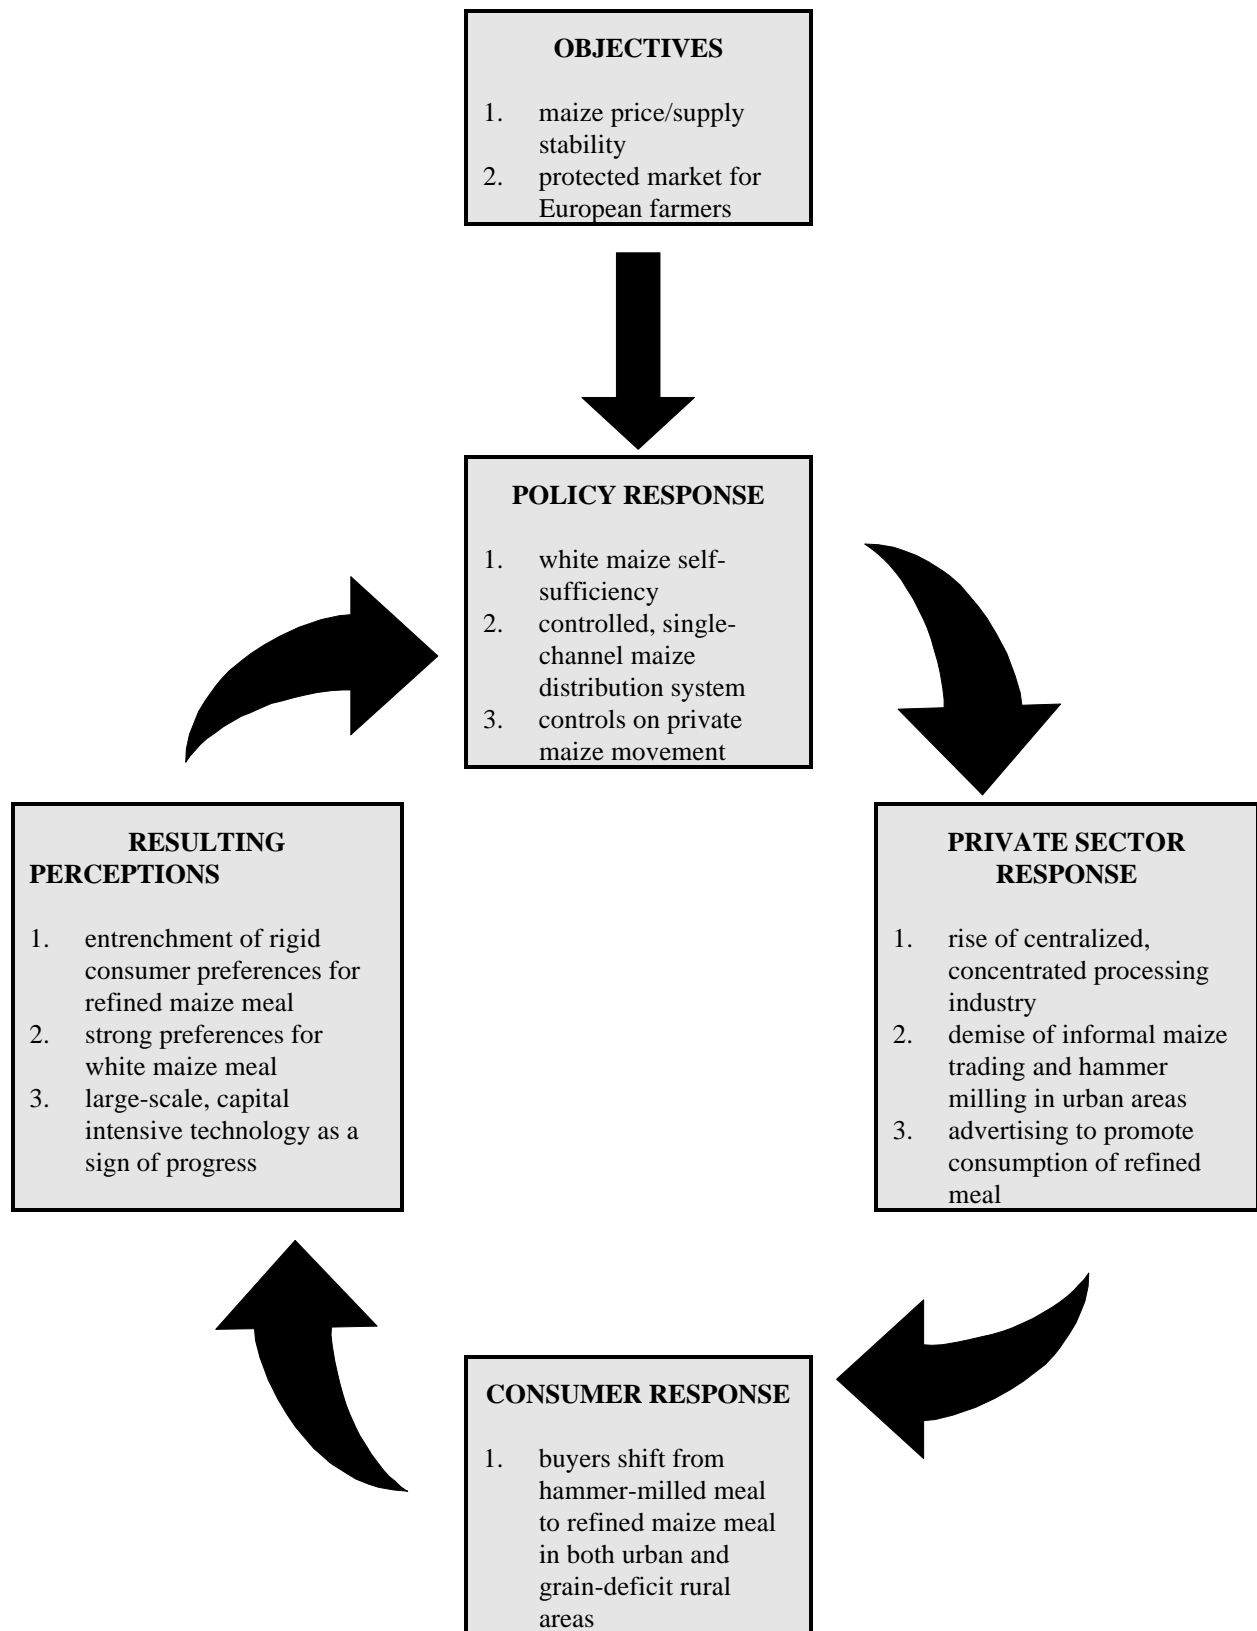 OBJECTIVES
1. maize price/supply
stability
2. protected market for
European farmers
POLICY RESPONSE
1. white maize self-
sufficiency
2. controlled, single-
channel maize
distribution system
3. controls on private
maize movement
RESULTING
PERCEPTIONS
1. entrenchment of rigid
consumer preferences for
refined maize meal
2. strong preferences for
white maize meal
3. large-scale, capital
intensive technology as a
sign of progress
PRIVATE SECTOR
RESPONSE
1. rise of centralized,
concentrated processing
industry
2. demise of informal maize
trading and hammer
milling in urban areas
3. advertising to promote
consumption of refined
meal
CONSUMER RESPONSE
1. buyers shift from
hammer-milled meal
to refined maize meal
in both urban and
grain-deficit rural
areas